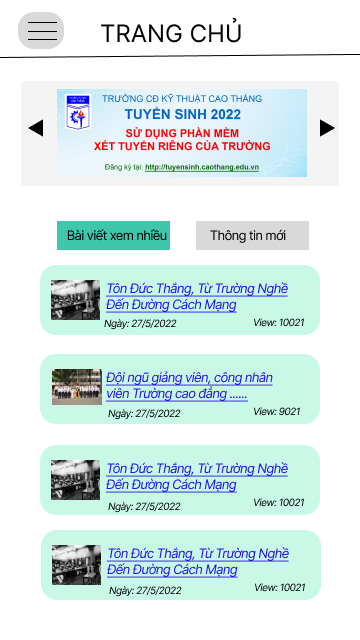 TRANG CHỦ
TRƯỜNG CĐ KỸ THUẬT CAO THẮNG
TUYỂN SINH 2022
SỬ DỤNG PHẦN MỀM
XÉT TUYỂN RIÊNG CỦA TRƯỜNG
Đăng ký tại: http://tuyensinh.caothang.edu.vn
Bài viết xem nhiều
Thông tin mới
Tôn Đức Thắng, Từ Trường Nghề
Đến Đường Cách Mạng
Ngày: 27/5/2022
View: 10021
Đội ngũ giảng viên, công nhân
viên Trường cao đẳng ......
Ngày: 27/5/2022
View: 9021
Tôn Đức Thắng, Từ Trường Nghề
Đến Đường Cách Mạng
Ngày: 27/5/2022
View: 10021
Tôn Đức Thắng, Từ Trường Nghề
Đến Đường Cách Mạng
Ngày: 27/5/2022
View: 10021